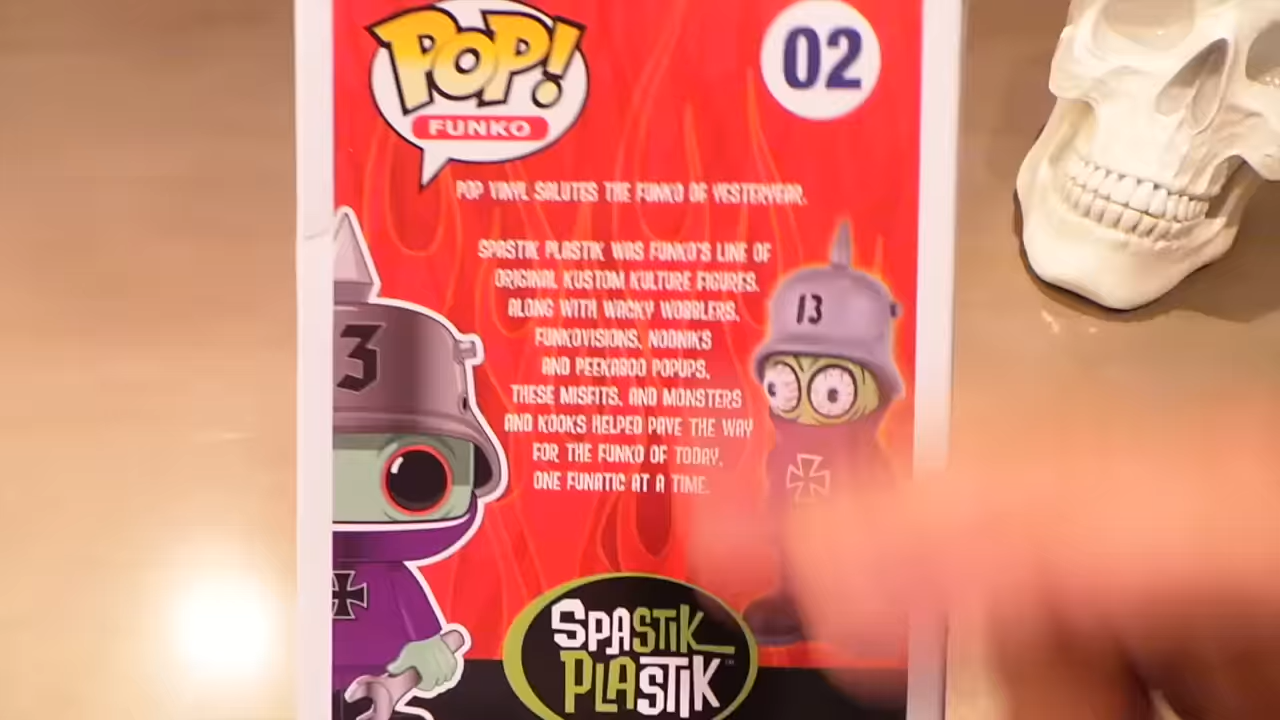 POP!
FUNKO
02
POP VINYL SALUTES THE FUNKO OF YESTERYEAR.
SPASTIK PLASTIK WAS FUNKO'S LINE OF
ORIGINAL KUSTOM KULTURE FIGURES.
ALONG WITH WACKY WOBBLERS,
FUNKOVISIONS, NODNIKS
AND PEEKABOO POPUPS,
THESE MISFITS, AND MONSTERS
AND KOOKS HELPED PAVE THE WAY
FOR THE FUNKO OF TODAY,
ONE FUNATIC AT A TIME.
13
3
SPASTIK
PLASTIK